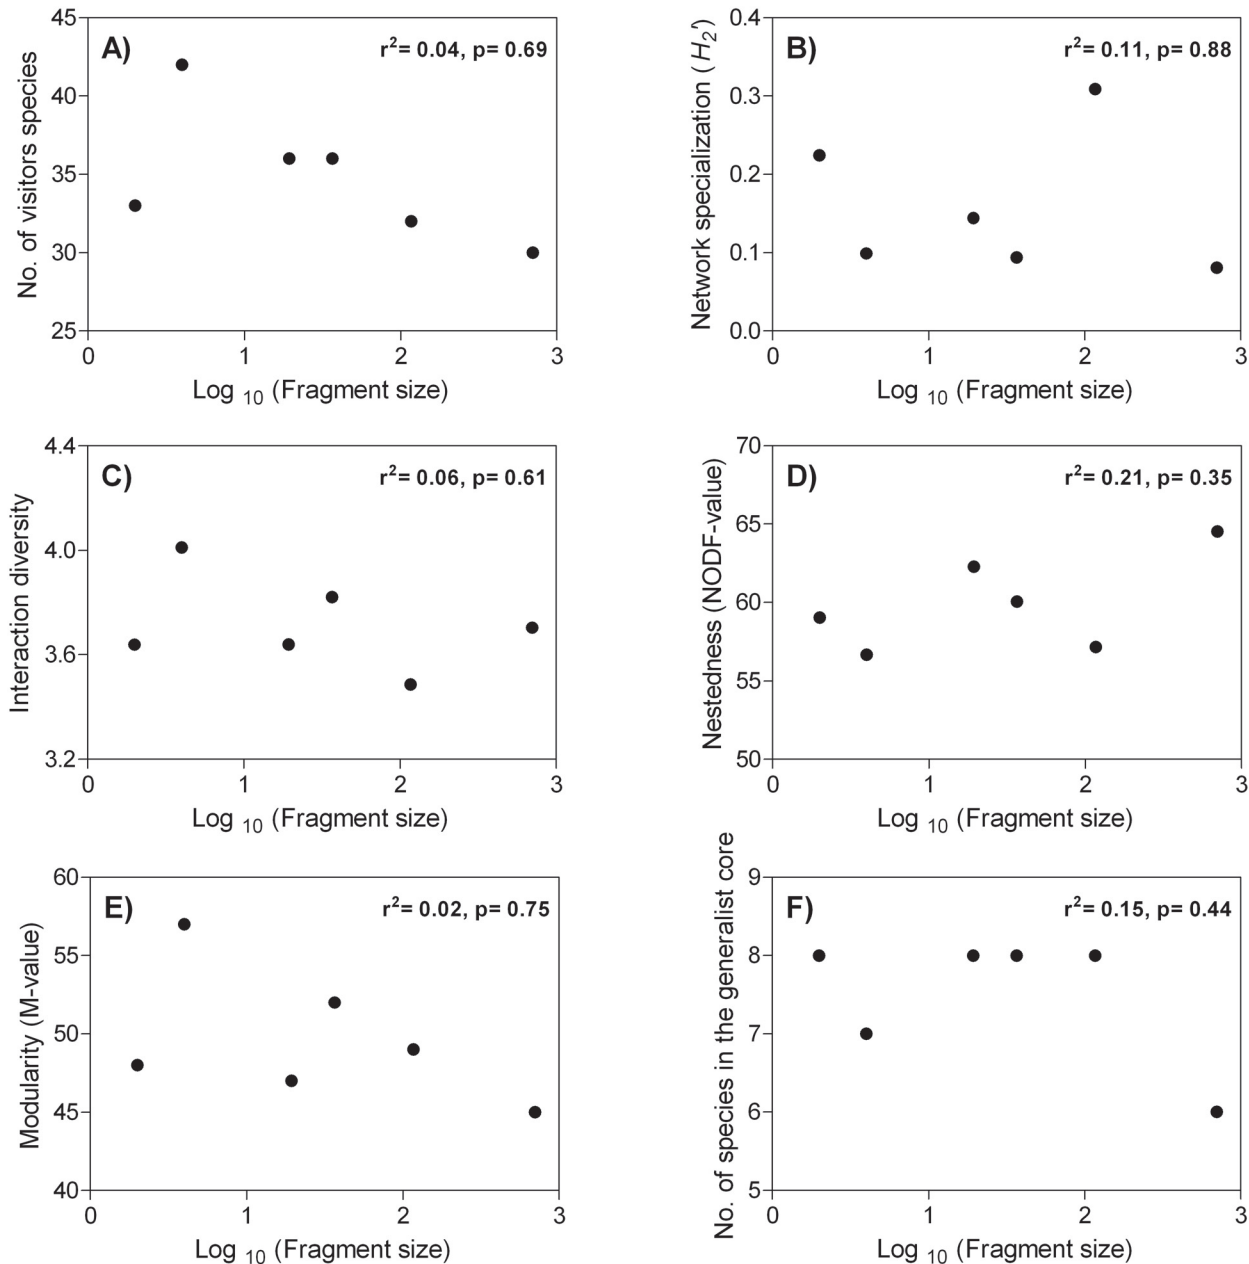 A)
r²= 0.04, p= 0.69
No. of visitors species
45
40
35
30
25
0 1 2 3
Log 10 (Fragment size)
B)
r²= 0.11, p= 0.88
Network specialization (H2')
0.4
0.3
0.2
0.1
0.0
0 1 2 3
Log 10 (Fragment size)
C)
r²= 0.06, p= 0.61
Interaction diversity
4.4
4.0
3.6
3.2
0 1 2 3
Log 10 (Fragment size)
D)
r²= 0.21, p= 0.35
Nestedness (NODF-value)
70
65
60
55
50
0 1 2 3
Log 10 (Fragment size)
E)
r²= 0.02, p= 0.75
Modularity (M-value)
60
55
50
45
40
0 1 2 3
Log 10 (Fragment size)
F)
r²= 0.15, p= 0.44
No. of species in the generalist core
9
8
7
6
5
0 1 2 3
Log 10 (Fragment size)